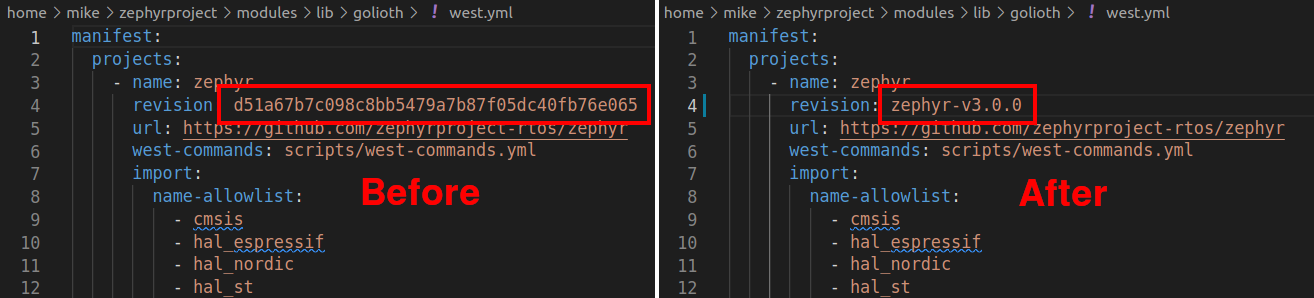 home > mike > zephyrproject > modules > lib > golioth > ! west.yml
1 manifest:
2 projects:
3 - name: zephyr
4 revision d51a67b7c098c8bb5479a7b87f05dc40fb76e065
5 url: https://github.com/zephyrproject-rtos/zephyr
6 west-commands: scripts/west-commands.yml
7 import:
8 name-allowlist:
9 - cmsis
10 - hal_espressif
11 - hal_nordic
12 - hal_st
Before
home > mike > zephyrproject > modules > lib > golioth > ! west.yml
1 manifest:
2 projects:
3 - name: zephyr
4 revision: zephyr-v3.0.0
5 url: https://github.com/zephyrproject-rtos/zephyr
6 west-commands: scripts/west-commands.yml
7 import:
8 name-allowlist:
9 - cmsis
10 - hal_espressif
11 - hal_nordic
12 - hal_st
After